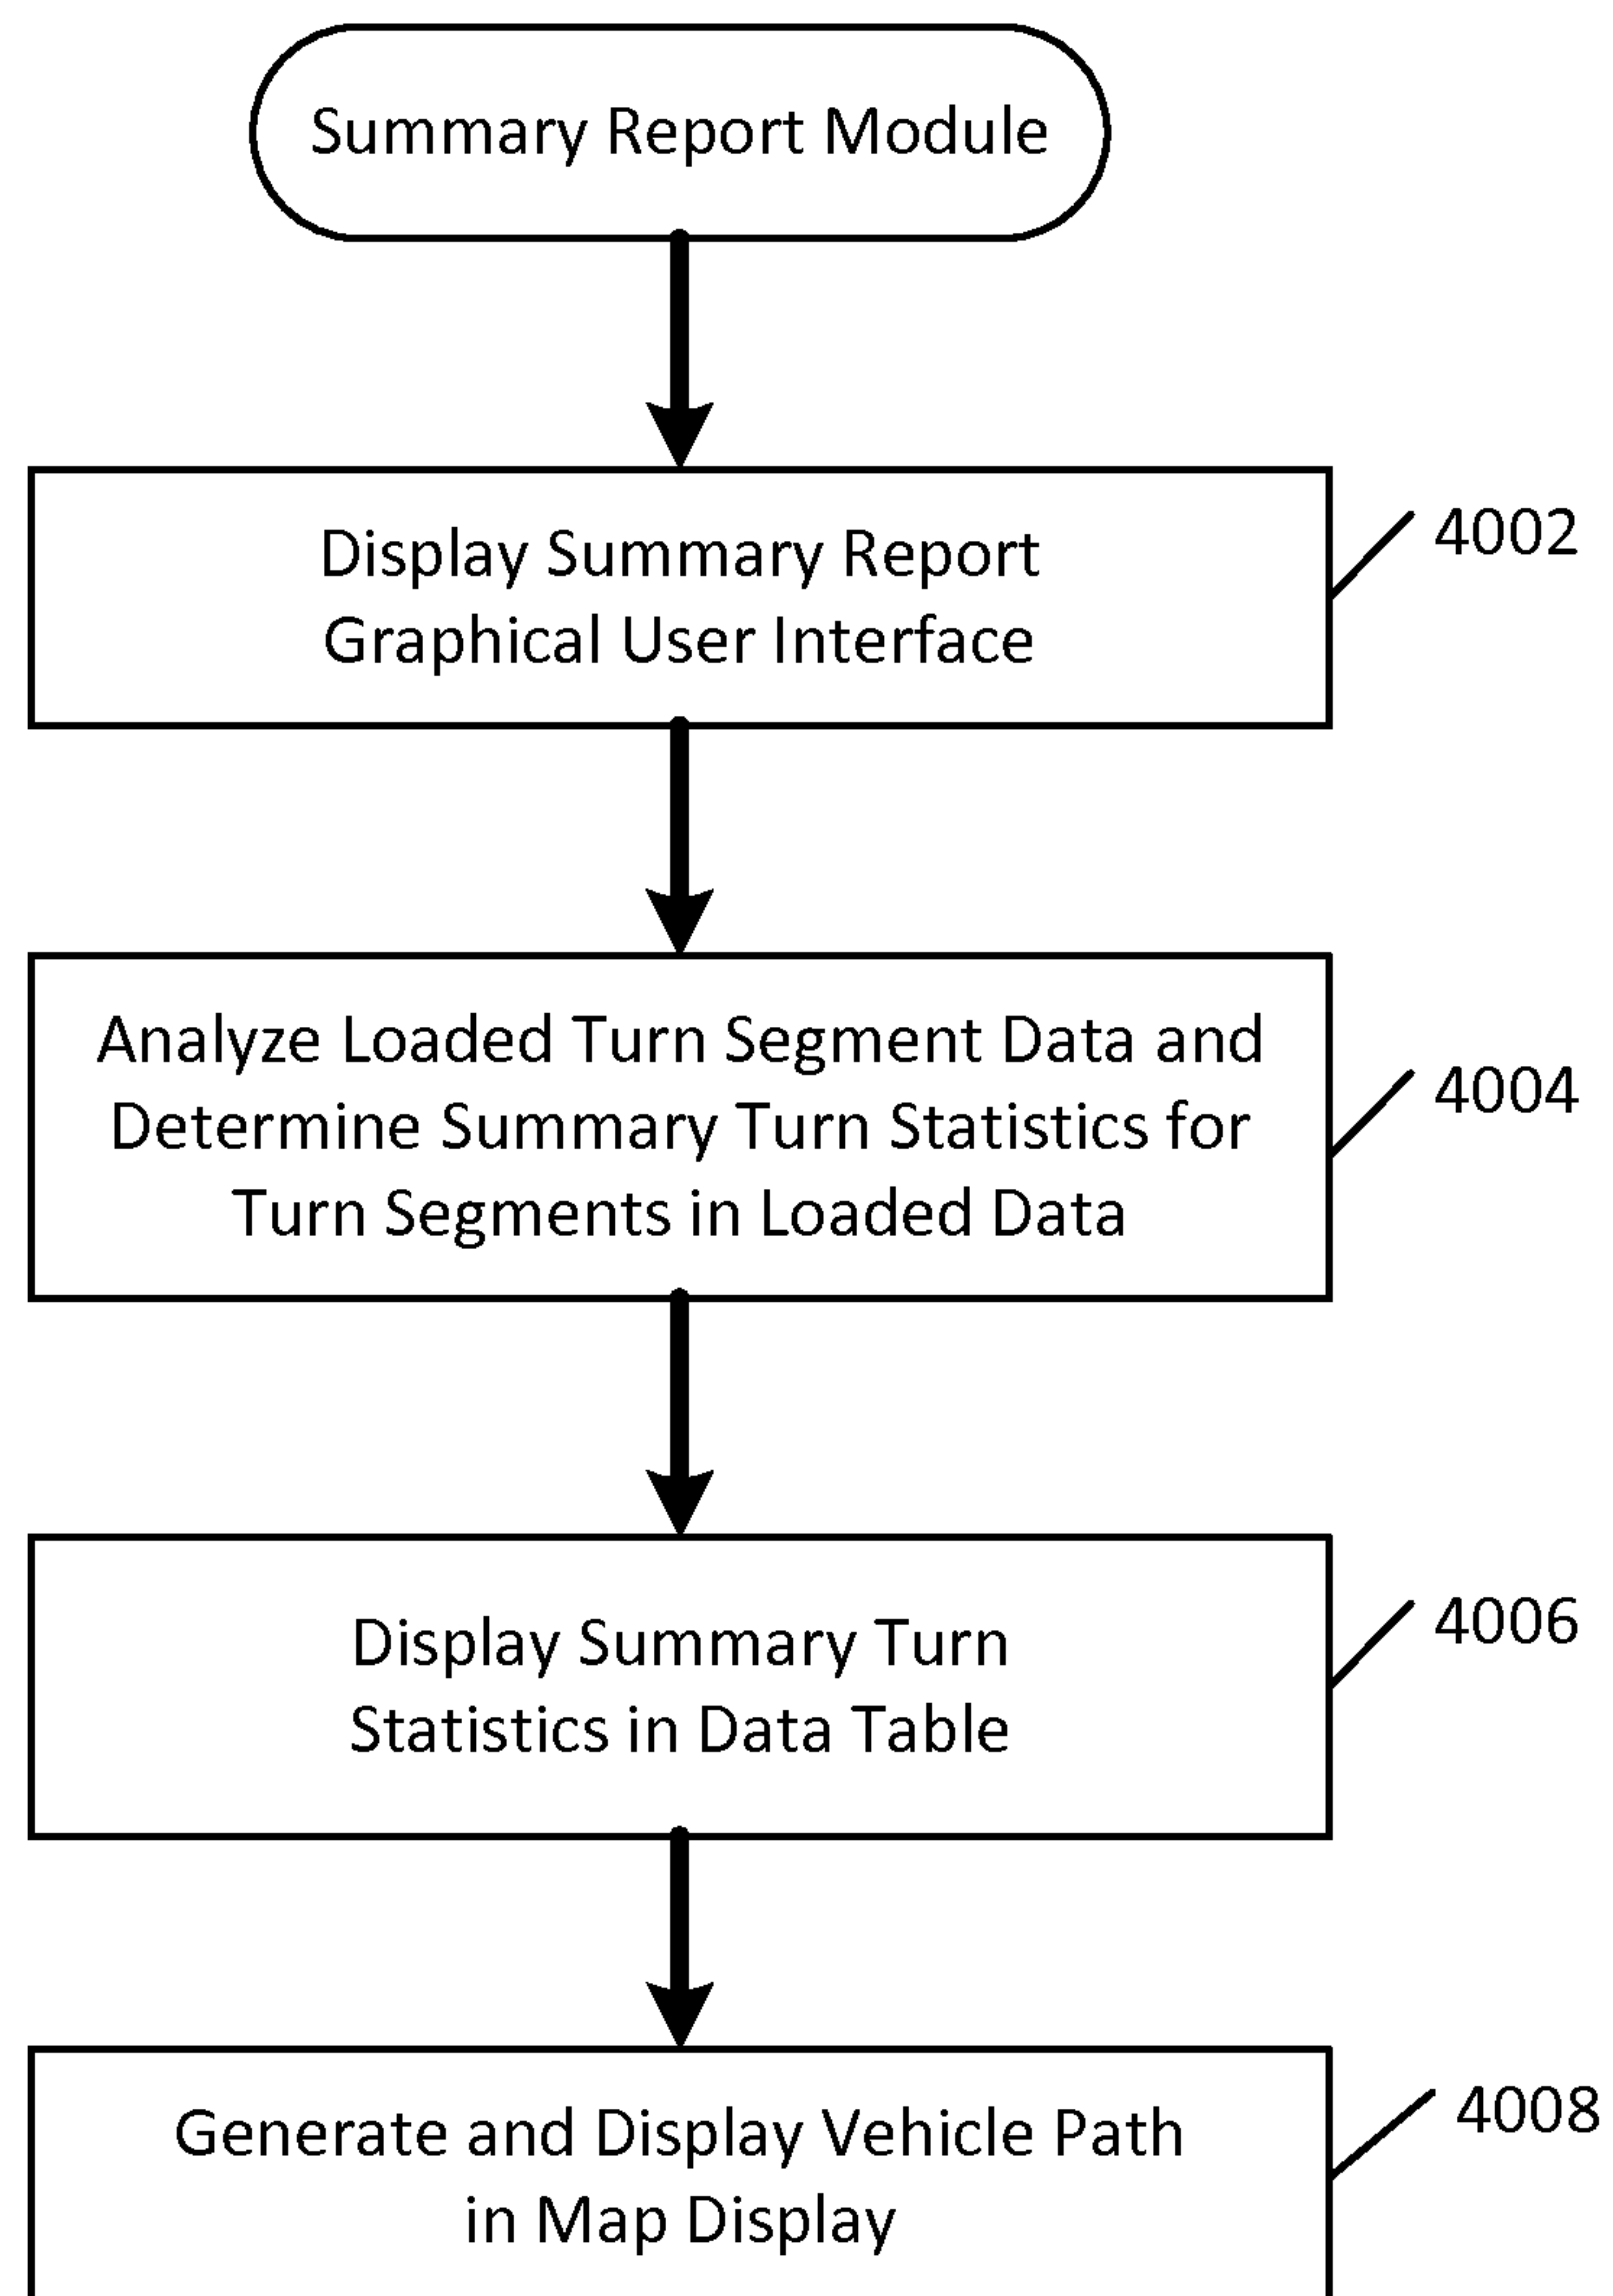 Summary Report Module
Display Summary Report
Graphical User Interface
4002
Analyze Loaded Turn Segment Data and
Determine Summary Turn Statistics for
Turn Segments in Loaded Data
4004
Display Summary Turn
Statistics in Data Table
4006
Generate and Display Vehicle Path
in Map Display
4008